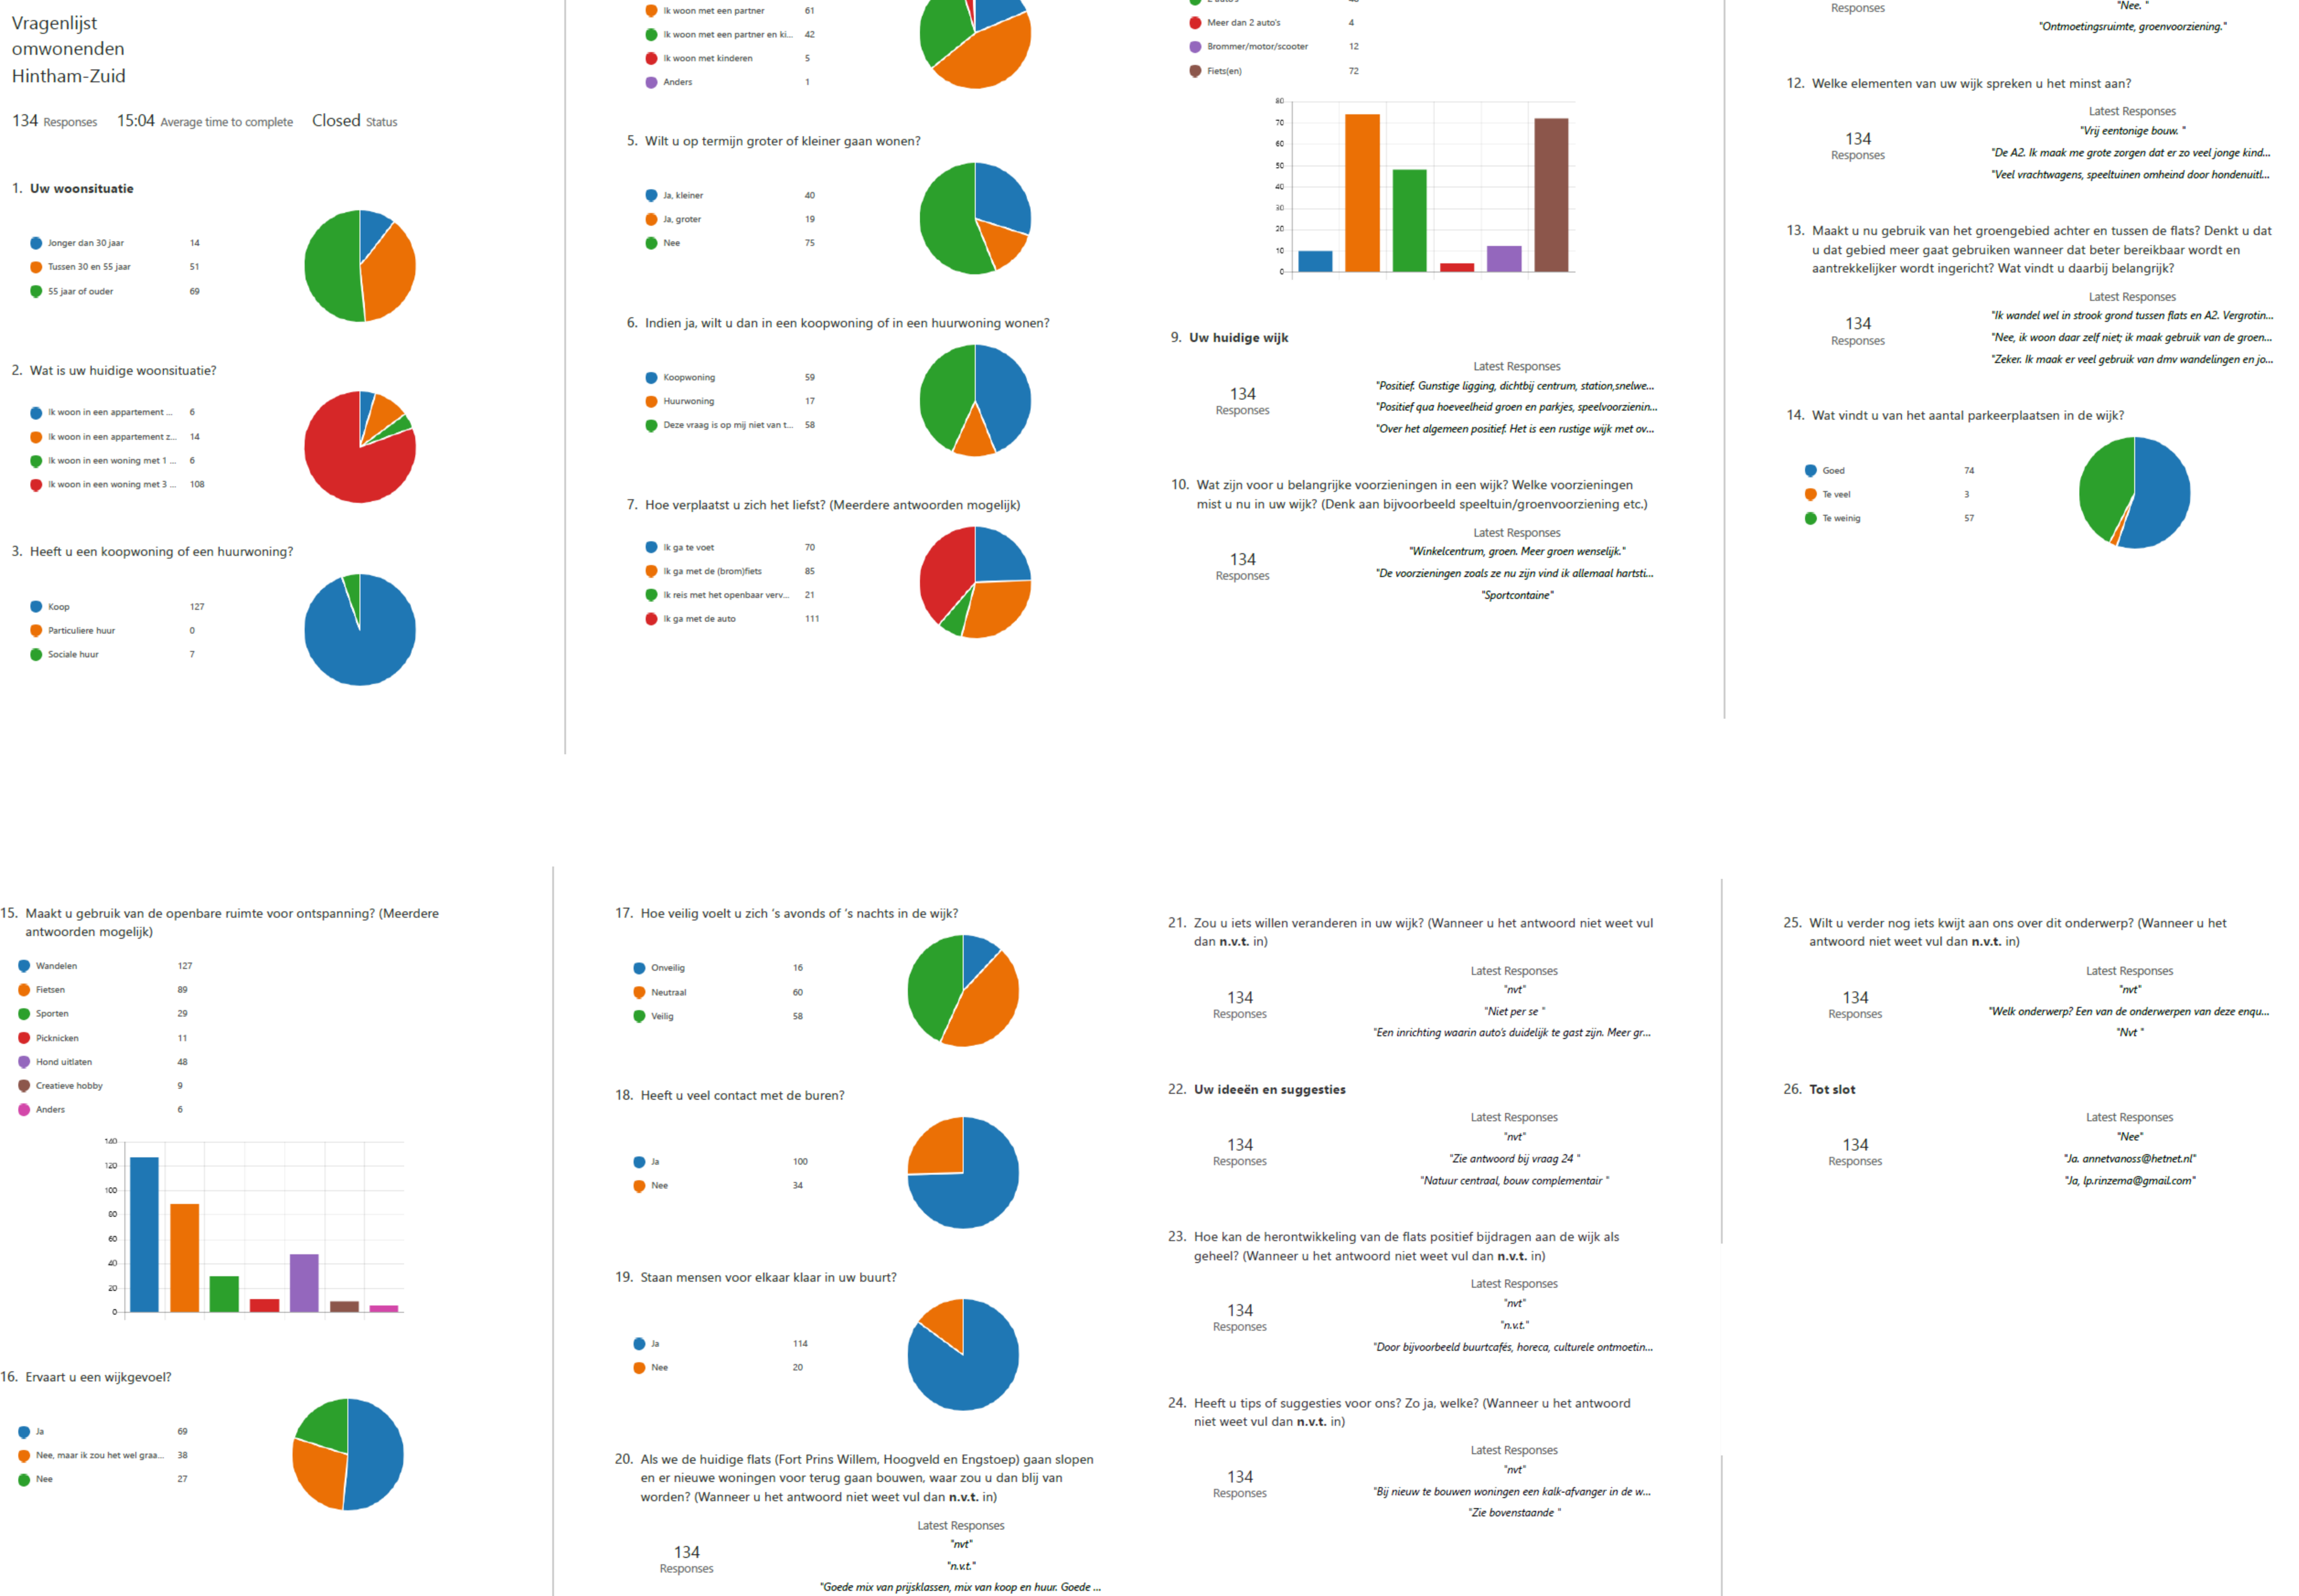 Vragenlijst
omwonenden
Hintham-Zuid
134 Responses 15:04 Average time to complete Closed Status
1. Uw woonsituatie
Jonger dan 30 jaar 14
Tussen 30 en 55 jaar 51
55 jaar of ouder 69
2. Wat is uw huidige woonsituatie?
Ik woon in een appartement ... 6
Ik woon in een appartement z... 14
Ik woon in een woning met 1 ... 6
Ik woon in een woning met 3 ... 108
3. Heeft u een koopwoning of een huurwoning?
Koop 127
Particuliere huur 0
Sociale huur 7
Ik woon met een partner 61
Ik woon met een partner en ki... 42
Ik woon met kinderen 5
Anders 1
5. Wilt u op termijn groter of kleiner gaan wonen?
Ja, kleiner 40
Ja, groter 19
Nee 75
6. Indien ja, wilt u dan in een koopwoning of in een huurwoning wonen?
Koopwoning 59
Huurwoning 17
Deze vraag is op mij niet van t... 58
7. Hoe verplaatst u zich het liefst? (Meerdere antwoorden mogelijk)
Ik ga te voet 70
Ik ga met de (brom)fiets 85
Ik reis met het openbaar verv... 21
Ik ga met de auto 111
Meer dan 2 auto's 4
Brommer/motor/scooter 12
Fiets(en) 72
80
70
60
50
40
30
20
10
0
9. Uw huidige wijk
134
Responses
Latest Responses
"Positief. Gunstige ligging, dichtbij centrum, station,snelwe...
"Positief qua hoeveelheid groen en parkjes, speelvoorzienin...
"Over het algemeen positief. Het is een rustige wijk met ov...
10. Wat zijn voor u belangrijke voorzieningen in een wijk? Welke voorzieningen
mist u nu in uw wijk? (Denk aan bijvoorbeeld speeltuin/groenvoorziening etc.)
134
Responses
Latest Responses
"Winkelcentrum, groen. Meer groen wenselijk."
"De voorzieningen zoals ze nu zijn vind ik allemaal hartsti...
"Sportcontaine"
Responses
"Nee. "
"Ontmoetingsruimte, groenvoorziening."
12. Welke elementen van uw wijk spreken u het minst aan?
134
Responses
Latest Responses
"Vrij eentonige bouw. "
"De A2. Ik maak me grote zorgen dat er zo veel jonge kind...
"Veel vrachtwagens, speeltuinen omheind door hondenuitl...
13. Maakt u nu gebruik van het groengebied achter en tussen de flats? Denkt u dat
u dat gebied meer gaat gebruiken wanneer dat beter bereikbaar wordt en
aantrekkelijker wordt ingericht? Wat vindt u daarbij belangrijk?
134
Responses
Latest Responses
"Ik wandel wel in strook grond tussen flats en A2. Vergrotin...
"Nee, ik woon daar zelf niet; ik maak gebruik van de groen...
"Zeker. Ik maak er veel gebruik van dmv wandelingen en jo...
14. Wat vindt u van het aantal parkeerplaatsen in de wijk?
Goed 74
Te veel 3
Te weinig 57
15. Maakt u gebruik van de openbare ruimte voor ontspanning? (Meerdere
antwoorden mogelijk)
Wandelen 127
Fietsen 89
Sporten 29
Picknicken 11
Hond uitlaten 48
Creatieve hobby 9
Anders 6
140
120
100
80
60
40
20
0
16. Ervaart u een wijkgevoel?
Ja 69
Nee, maar ik zou het wel graa... 38
Nee 27
17. Hoe veilig voelt u zich ‘s avonds of ‘s nachts in de wijk?
Onveilig 16
Neutraal 60
Veilig 58
18. Heeft u veel contact met de buren?
Ja 100
Nee 34
19. Staan mensen voor elkaar klaar in uw buurt?
Ja 114
Nee 20
20. Als we de huidige flats (Fort Prins Willem, Hoogveld en Engstoep) gaan slopen
en er nieuwe woningen voor terug gaan bouwen, waar zou u dan blij van
worden? (Wanneer u het antwoord niet weet vul dan n.v.t. in)
134
Responses
Latest Responses
"nvt"
"n.v.t."
"Goede mix van prijsklassen, mix van koop en huur. Goede ...
21. Zou u iets willen veranderen in uw wijk? (Wanneer u het antwoord niet weet vul
dan n.v.t. in)
134
Responses
Latest Responses
"nvt"
"Niet per se "
"Een inrichting waarin auto's duidelijk te gast zijn. Meer gr...
22. Uw ideeën en suggesties
134
Responses
Latest Responses
"nvt"
"Zie antwoord bij vraag 24 "
"Natuur centraal, bouw complementair "
23. Hoe kan de herontwikkeling van de flats positief bijdragen aan de wijk als
geheel? (Wanneer u het antwoord niet weet vul dan n.v.t. in)
134
Responses
Latest Responses
"nvt"
"n.v.t."
"Door bijvoorbeeld buurtcafés, horeca, culturele ontmoetin...
24. Heeft u tips of suggesties voor ons? Zo ja, welke? (Wanneer u het antwoord
niet weet vul dan n.v.t. in)
134
Responses
Latest Responses
"nvt"
"Bij nieuw te bouwen woningen een kalk-afvanger in de w...
"Zie bovenstaande "
25. Wilt u verder nog iets kwijt aan ons over dit onderwerp? (Wanneer u het
antwoord niet weet vul dan n.v.t. in)
134
Responses
Latest Responses
"nvt"
"Welk onderwerp? Een van de onderwerpen van deze enqu...
"Nvt "
26. Tot slot
134
Responses
Latest Responses
"Nee"
"Ja. annetvanoss@hetnet.nl"
"Ja, lp.rinzema@gmail.com"